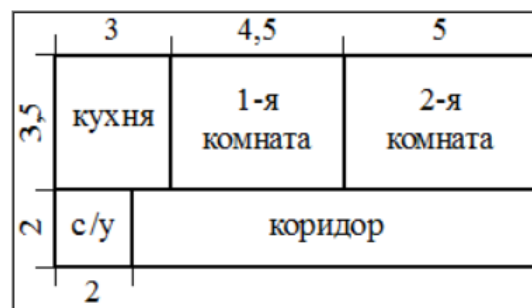 3 4,5 5
3,5
кухня
1-я
комната
2-я
комната
2
с/у
коридор
2